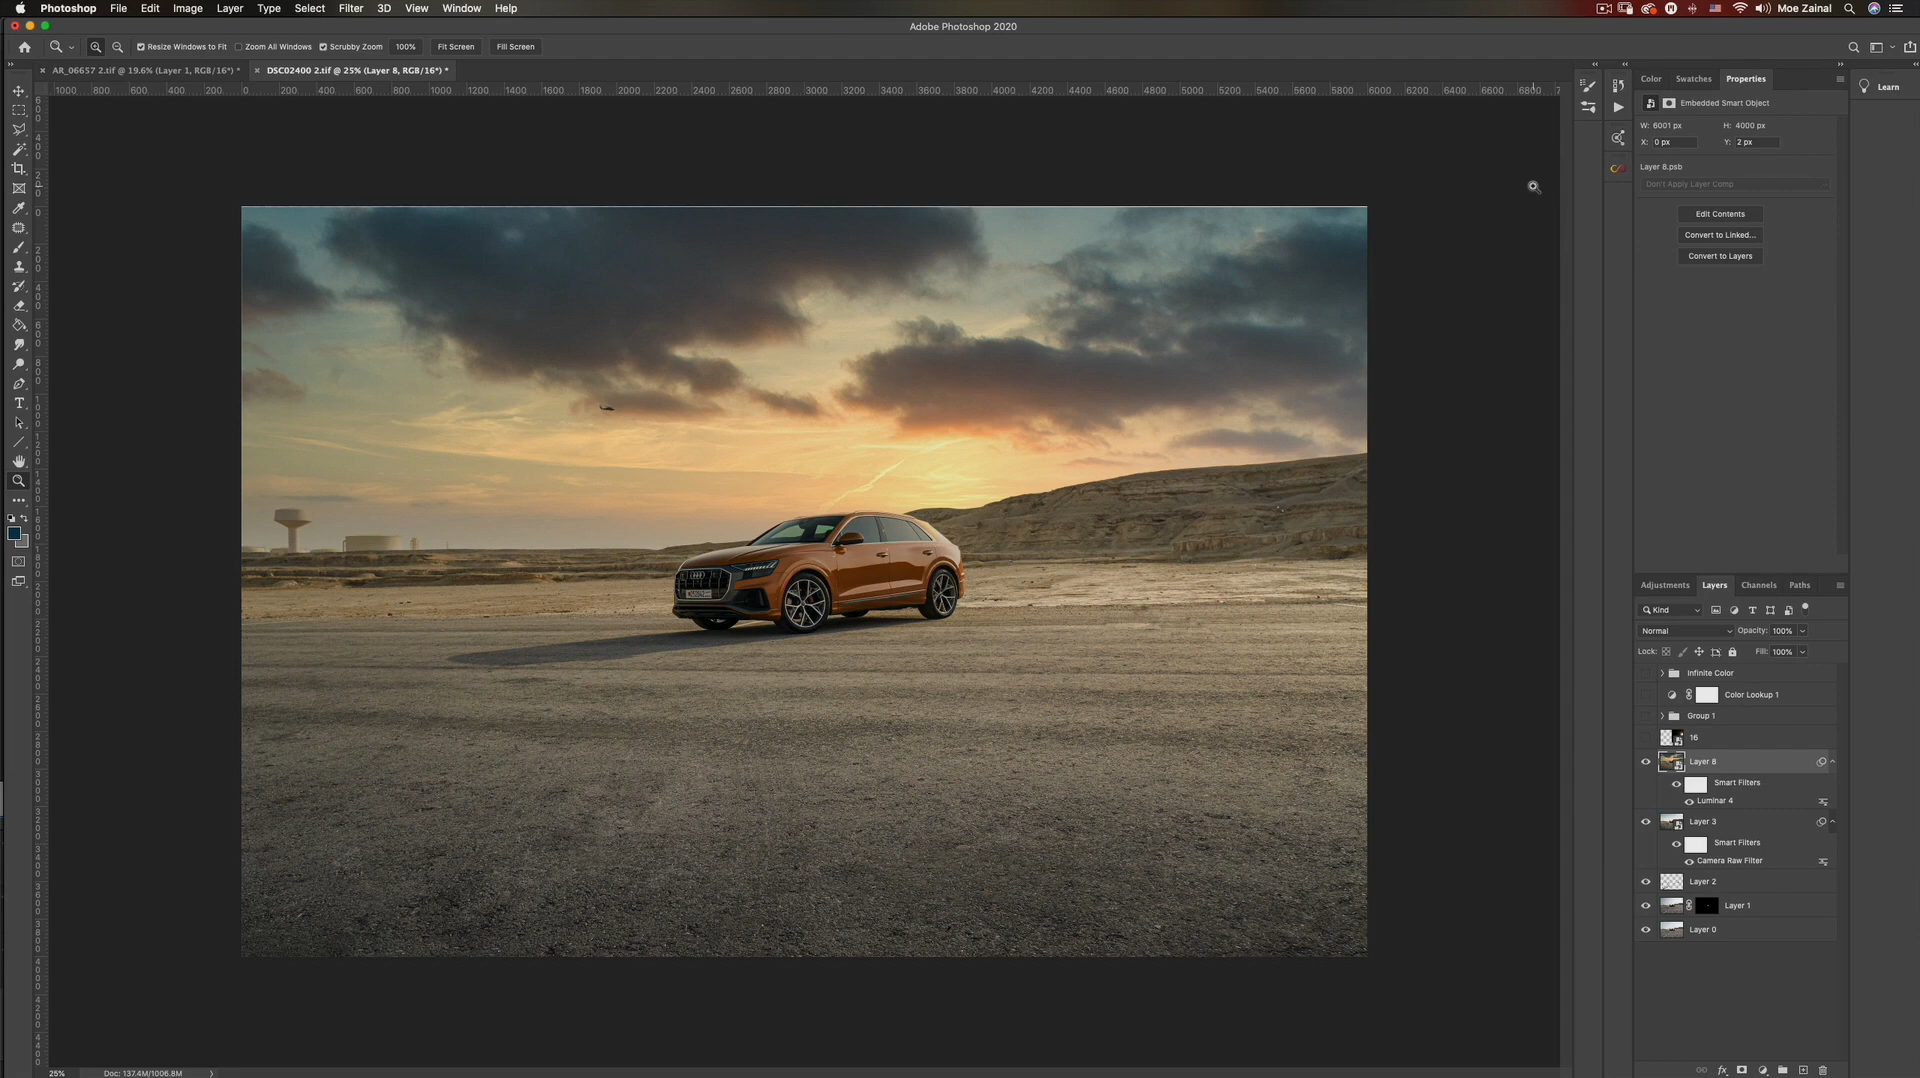 Photoshop File Edit Image Layer Type Select Filter 3D View Window Help
Moe Zainal
Adobe Photoshop 2020
Resize Windows to Fit Zoom All Windows Scrubby Zoom 100% Fit Screen Fill Screen
AR_06657 2.tif @ 19.6% (Layer 1, RGB/16*) *
DSC02400 2.tif @ 25% (Layer 8, RGB/16*) *
1000 800 600 400 200 0 200 400 600 800 1000 1200 1400 1600 1800 2000 2200 2400 2600 2800 3000 3200 3400 3600 3800 4000 4200 4400 4600 4800 5000 5200 5400 5600 5800 6000 6200 6400 6600 6800
Color Swatches Properties
Learn
Embedded Smart Object
W: 6001 px H: 4000 px
X: 0 px Y: 2 px
Layer 8.psb
Don't Apply Layer Comp
Edit Contents
Convert to Linked...
Convert to Layers
Adjustments Layers Channels Paths
Kind
Normal Opacity: 100%
Lock: Fill: 100%
Infinite Color
Color Lookup 1
Group 1
16
Layer 8
Smart Filters
Luminar 4
Layer 3
Smart Filters
Camera Raw Filter
Layer 2
Layer 1
Layer 0
25% Doc: 137.4M/1006.8M